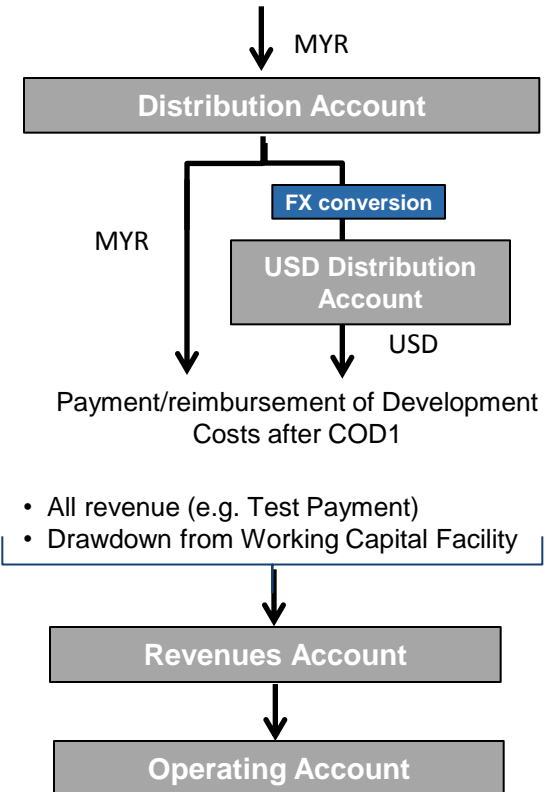 MYR
Distribution Account
FX conversion
MYR
USD Distribution
Account
USD
Payment/reimbursement of Development
Costs after COD1
• All revenue (e.g. Test Payment)
• Drawdown from Working Capital Facility
Revenues Account
Operating Account